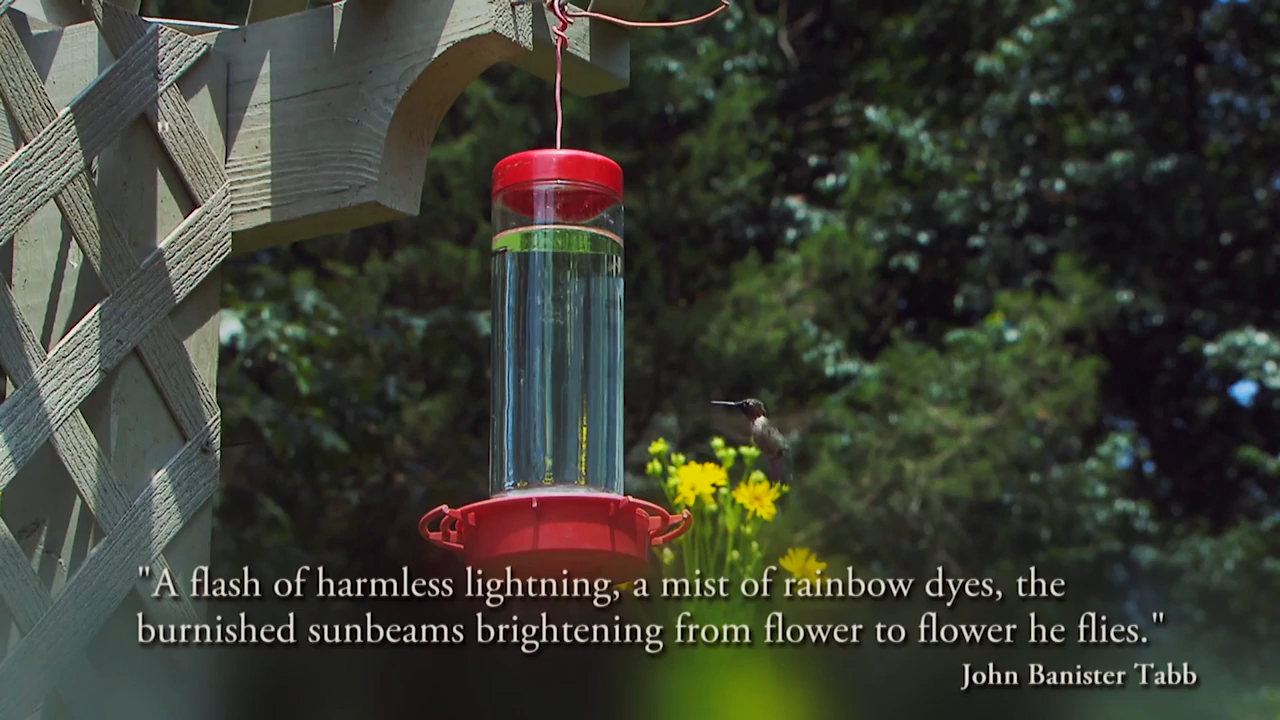 "A flash of harmless lightning, a mist of rainbow dyes, the
burnished sunbeams brightening from flower to flower he flies."
John Banister Tabb